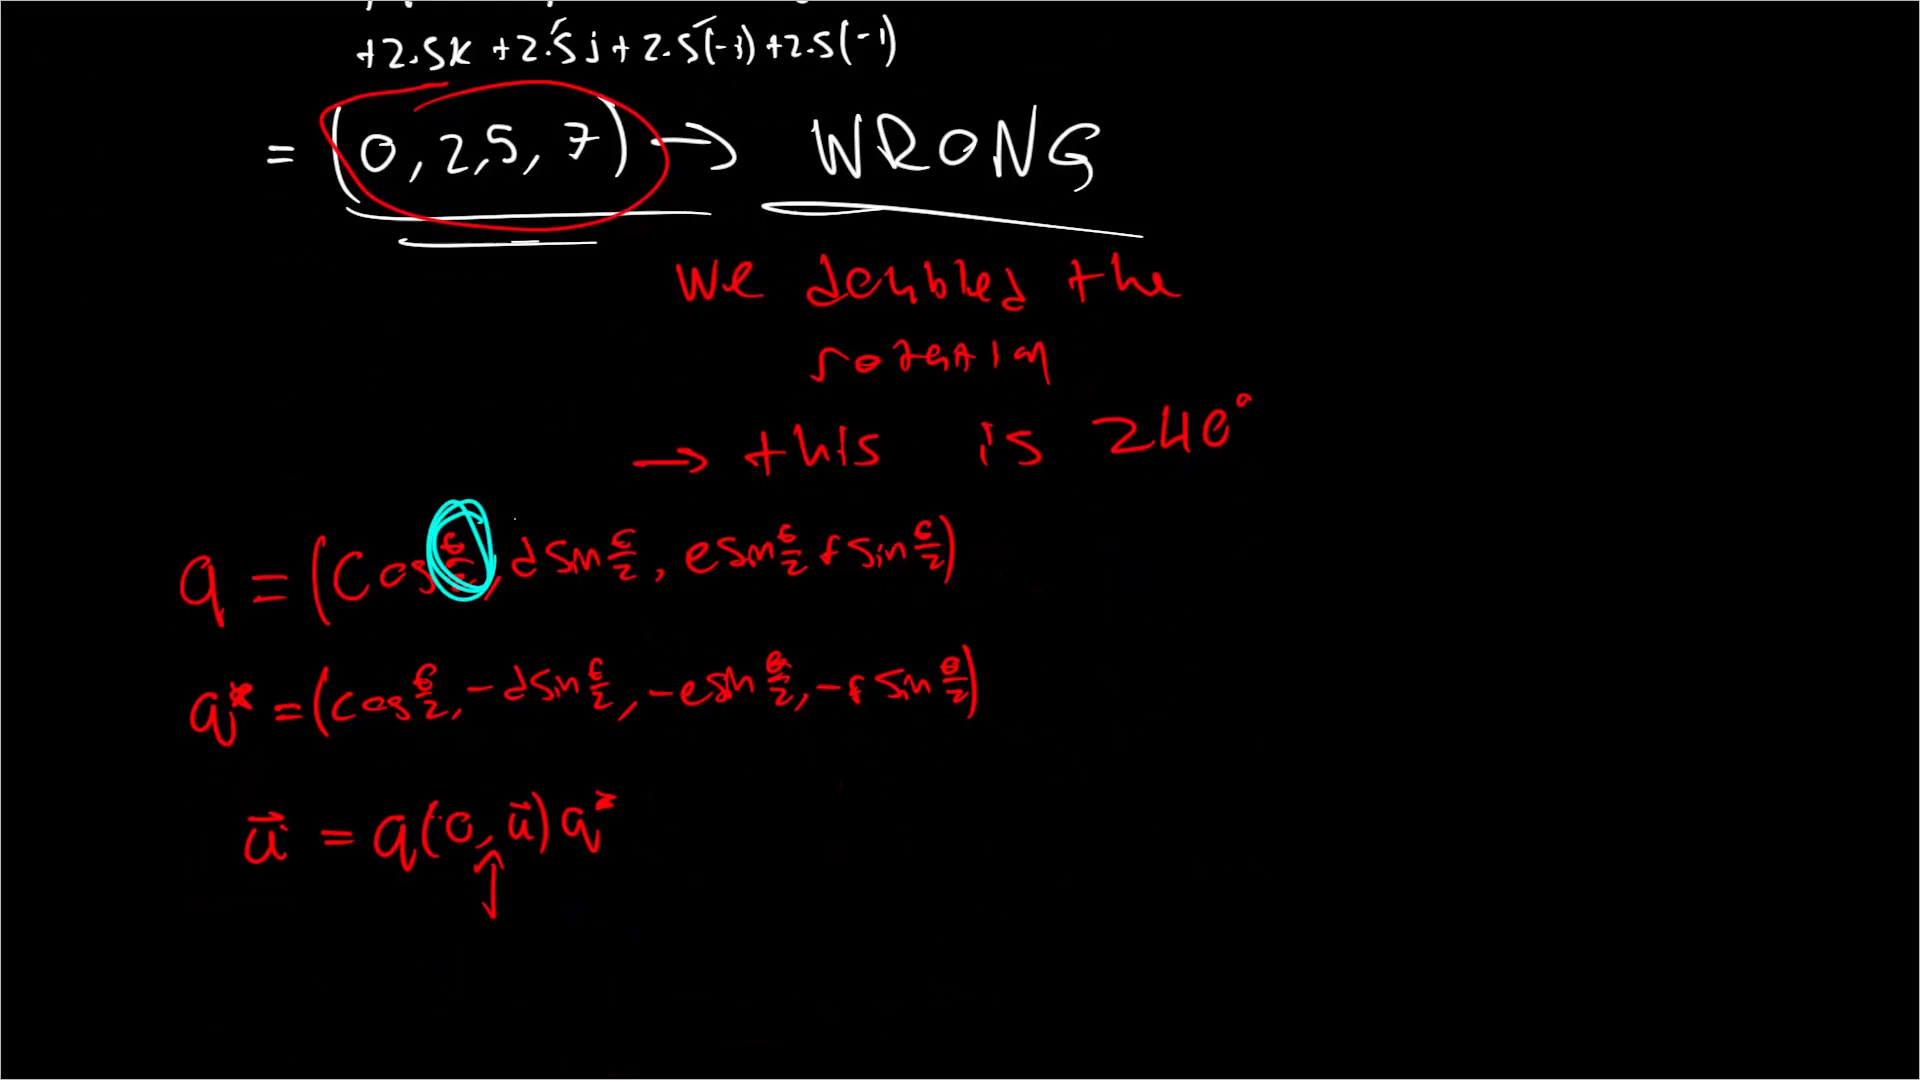 +2.5k +2.5j + 2.5(-1) +2.5(-1)
= (0, 2, 5, 7) → WRONG
We doubled the
rotation
→ this is 240°
q = (cos θ/2, d sin θ/2, e sin θ/2 f sin θ/2)
q* = (cos θ/2, -d sin θ/2, -e sin θ/2, -f sin θ/2)
u⃗ = q(0, u⃗)q*